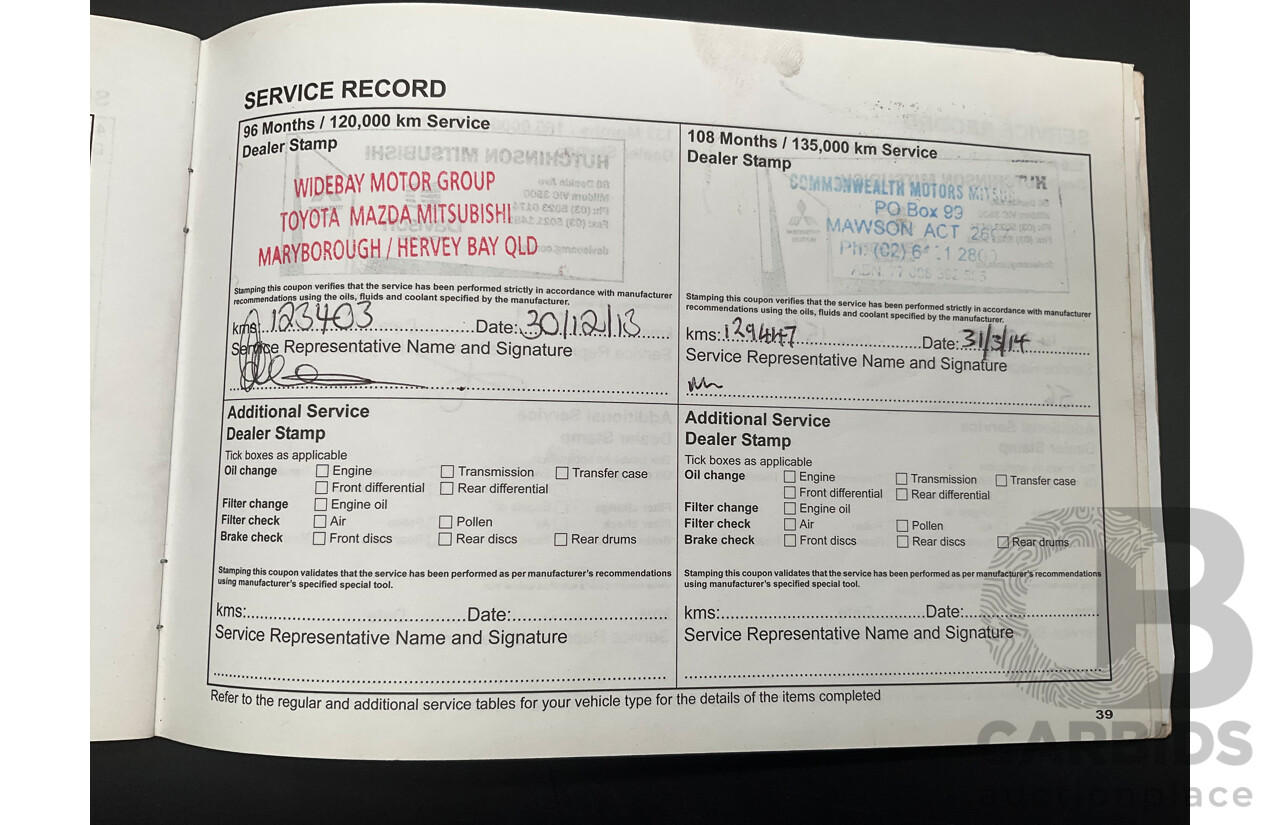 SERVICE RECORD
96 Months / 120,000 km Service
Dealer Stamp
WIDEBAY MOTOR GROUP
TOYOTA MAZDA MITSUBISHI
MARYBOROUGH / HERVEY BAY QLD
Stamping this coupon verifies that the service has been performed strictly in accordance with manufacturer
recommendations using the oils, fluids and coolant specified by the manufacturer.
kms: 123403 Date: 30/12/13
Service Representative Name and Signature
Additional Service
Dealer Stamp
Tick boxes as applicable
Oil change Engine Transmission Transfer case
Front differential Rear differential
Filter change Engine oil
Filter check Air Pollen
Brake check Front discs Rear discs Rear drums
Stamping this coupon validates that the service has been performed as per manufacturer's recommendations
using manufacturer's specified special tool.
kms: Date:
Service Representative Name and Signature
108 Months / 135,000 km Service
Dealer Stamp
COMMONWEALTH MOTORS
PO Box 99
MAWSON ACT
Ph: (02)
Stamping this coupon verifies that the service has been performed strictly in accordance with manufacturer
recommendations using the oils, fluids and coolant specified by the manufacturer.
kms: 129447 Date: 31/3/14
Service Representative Name and Signature
Additional Service
Dealer Stamp
Tick boxes as applicable
Oil change Engine Transmission Transfer case
Front differential Rear differential
Filter change Engine oil
Filter check Air Pollen
Brake check Front discs Rear discs Rear drums
Stamping this coupon validates that the service has been performed as per manufacturer's recommendations
using manufacturer's specified special tool.
kms: Date:
Service Representative Name and Signature
Refer to the regular and additional service tables for your vehicle type for the details of the items completed
39
CARBIDS
auctionplace